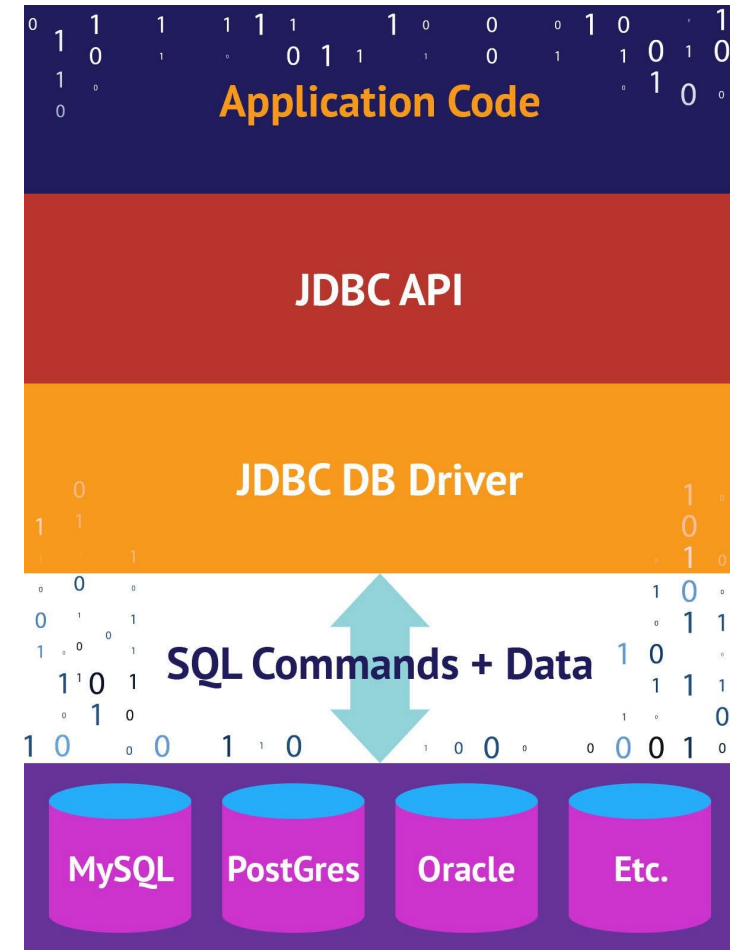 Application Code
JDBC API
JDBC DB Driver
SQL Commands + Data
MySQL PostGres Oracle Etc.